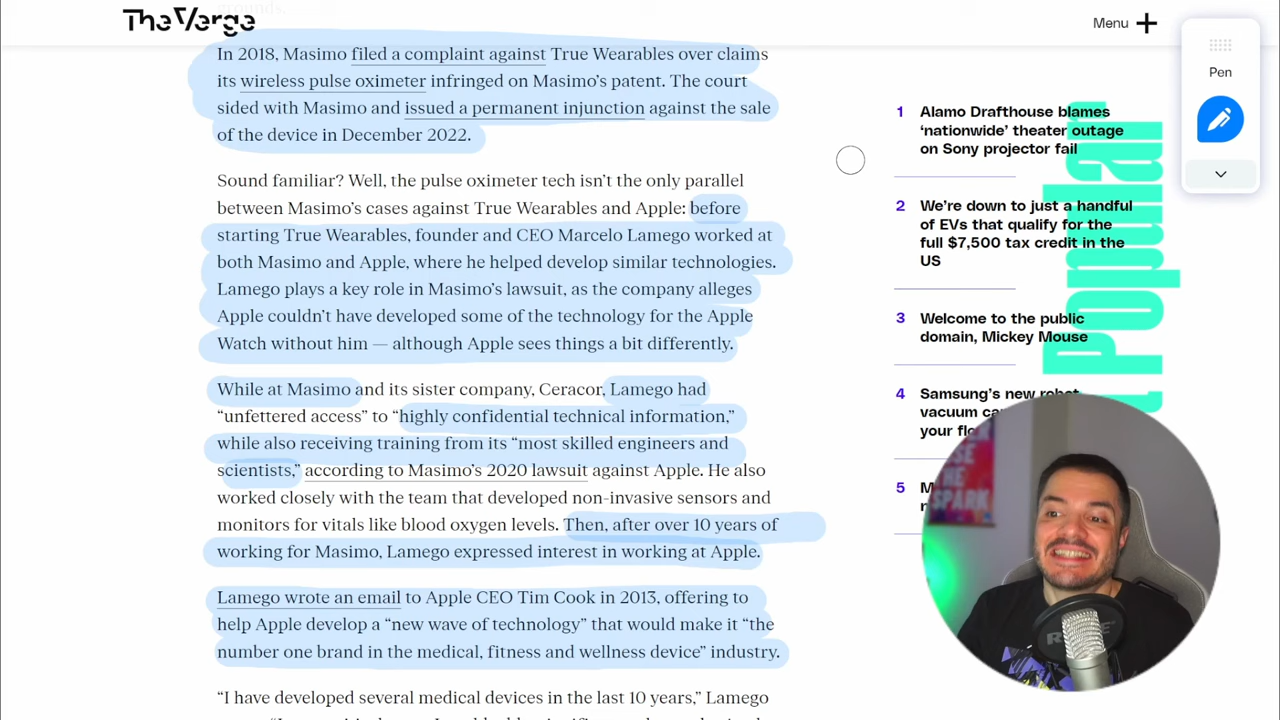 grounds.
The Verge
Menu
In 2018, Masimo filed a complaint against True Wearables over claims
its wireless pulse oximeter infringed on Masimo's patent. The court
sided with Masimo and issued a permanent injunction against the sale
of the device in December 2022.
Sound familiar? Well, the pulse oximeter tech isn't the only parallel
between Masimo's cases against True Wearables and Apple: before
starting True Wearables, founder and CEO Marcelo Lamego worked at
both Masimo and Apple, where he helped develop similar technologies.
Lamego plays a key role in Masimo's lawsuit, as the company alleges
Apple couldn't have developed some of the technology for the Apple
Watch without him, although Apple sees things a bit differently.
While at Masimo and its sister company, Ceracor, Lamego had
“unfettered access” to “highly confidential technical information,”
while also receiving training from its “most skilled engineers and
scientists,” according to Masimo's 2020 lawsuit against Apple. He also
worked closely with the team that developed non-invasive sensors and
monitors for vitals like blood oxygen levels. Then, after over 10 years of
working for Masimo, Lamego expressed interest in working at Apple.
Lamego wrote an email to Apple CEO Tim Cook in 2013, offering to
help Apple develop a “new wave of technology” that would make it “the
number one brand in the medical, fitness and wellness device” industry.
“I have developed several medical devices in the last 10 years,” Lamego
1 Alamo Drafthouse blames
‘nationwide’ theater outage
on Sony projector fail
2 We're down to just a handful
of EVs that qualify for the
full $7,500 tax credit in the
US
3 Welcome to the public
domain, Mickey Mouse
4 Samsung's new robot
vacuum
your
5
Popular
Pen
THE
SPARK